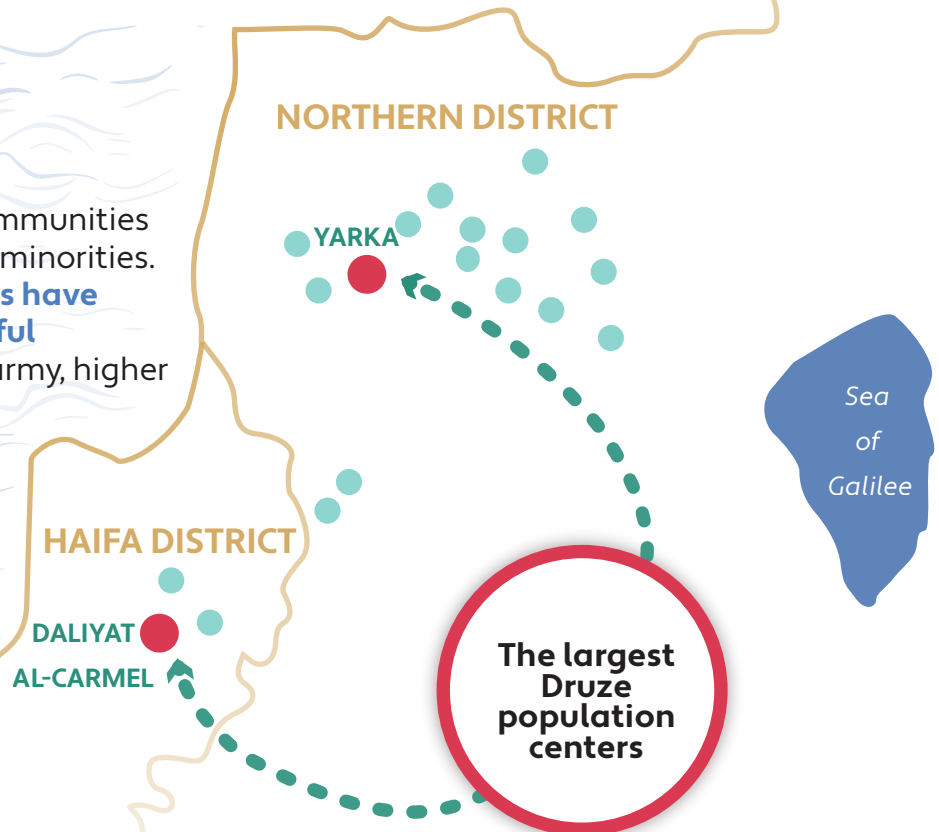 NORTHERN DISTRICT
mmunities
minorities.
s have
ful
army, higher
YARKA
Sea
of
Galilee
HAIFA DISTRICT
DALIYAT
AL-CARMEL
The largest
Druze
population
centers